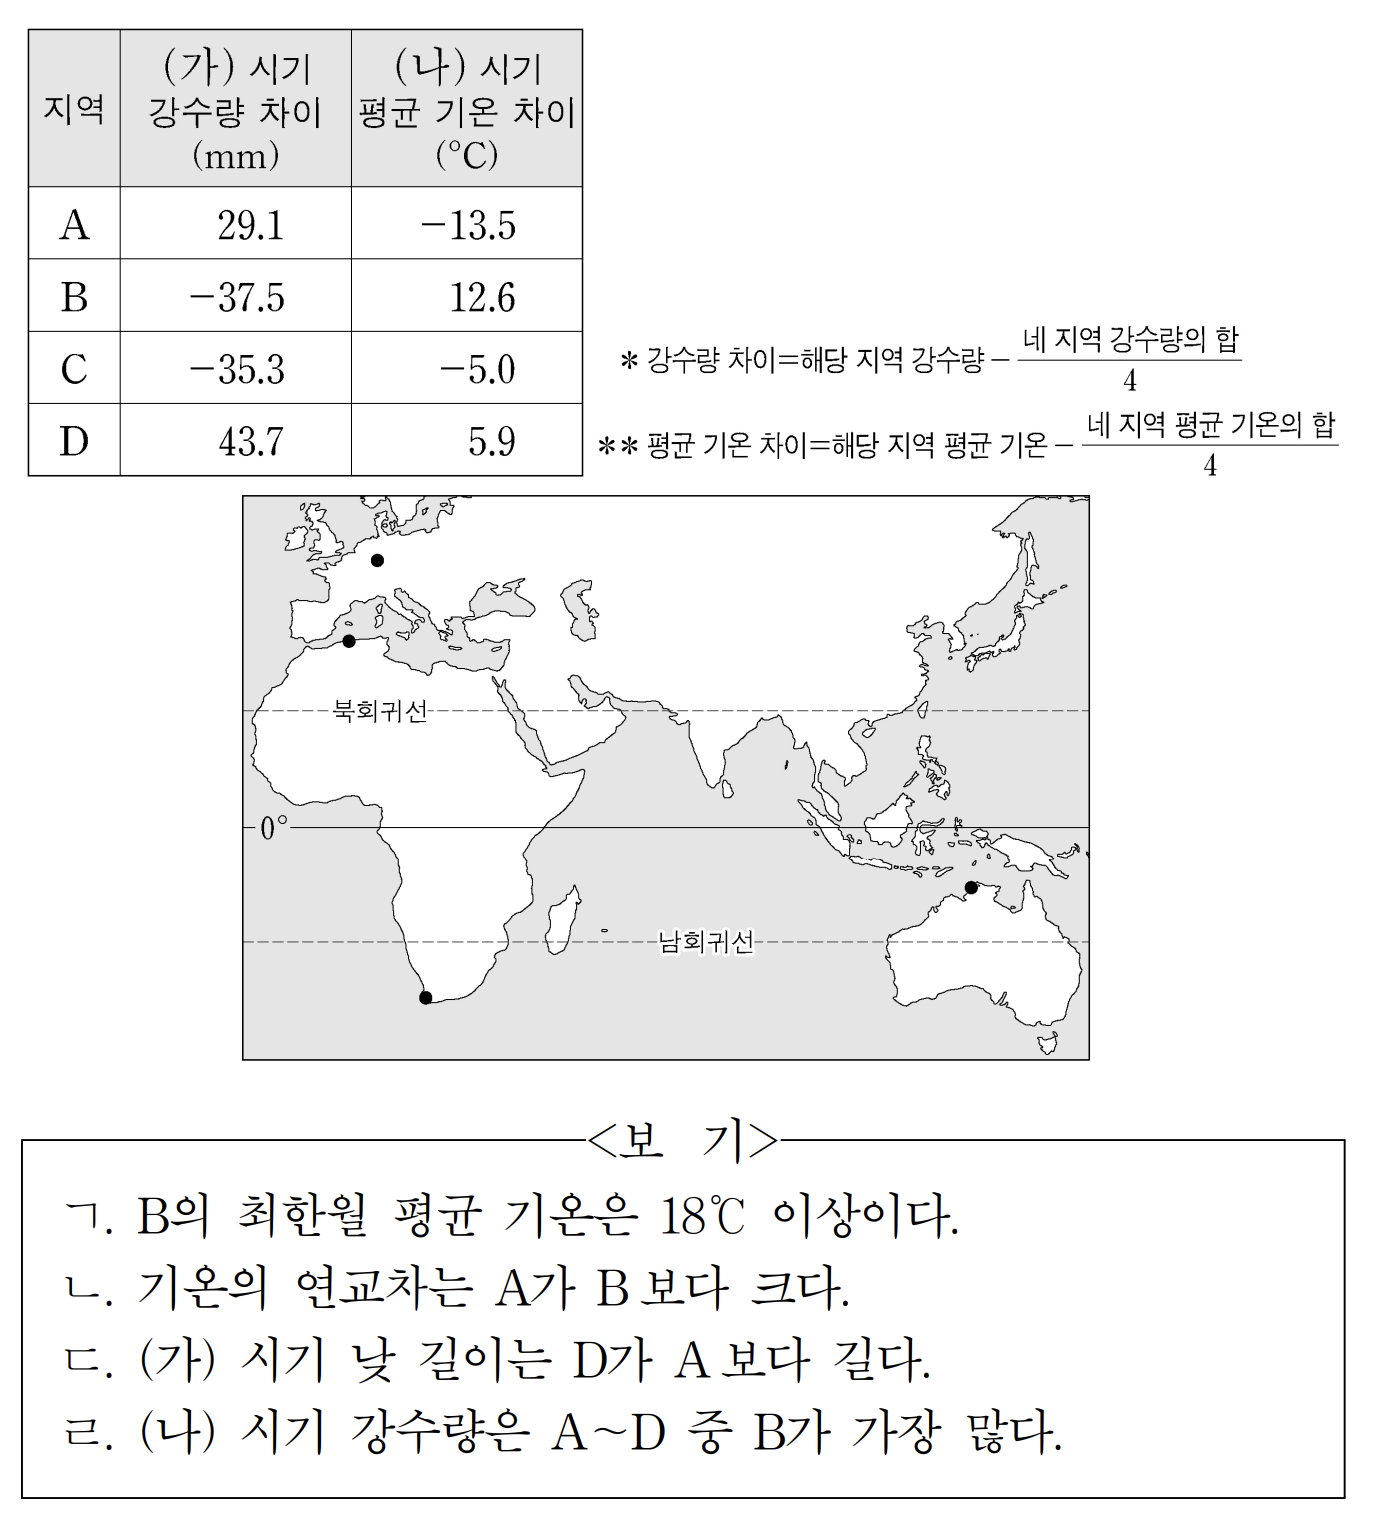 지역 (가) 시기 강수량 차이 (mm) (나) 시기 평균 기온 차이 (℃)
A 29.1 −13.5
B −37.5 12.6
C −35.3 −5.0
D 43.7 5.9
* 강수량 차이=해당 지역 강수량− 네 지역 강수량의 합 / 4
** 평균 기온 차이=해당 지역 평균 기온− 네 지역 평균 기온의 합 / 4
북회귀선
0°
남회귀선
<보 기>
ㄱ. B의 최한월 평균 기온은 18℃ 이상이다.
ㄴ. 기온의 연교차는 A가 B보다 크다.
ㄷ. (가) 시기 낮 길이는 D가 A보다 길다.
ㄹ. (나) 시기 강수량은 A~D 중 B가 가장 많다.